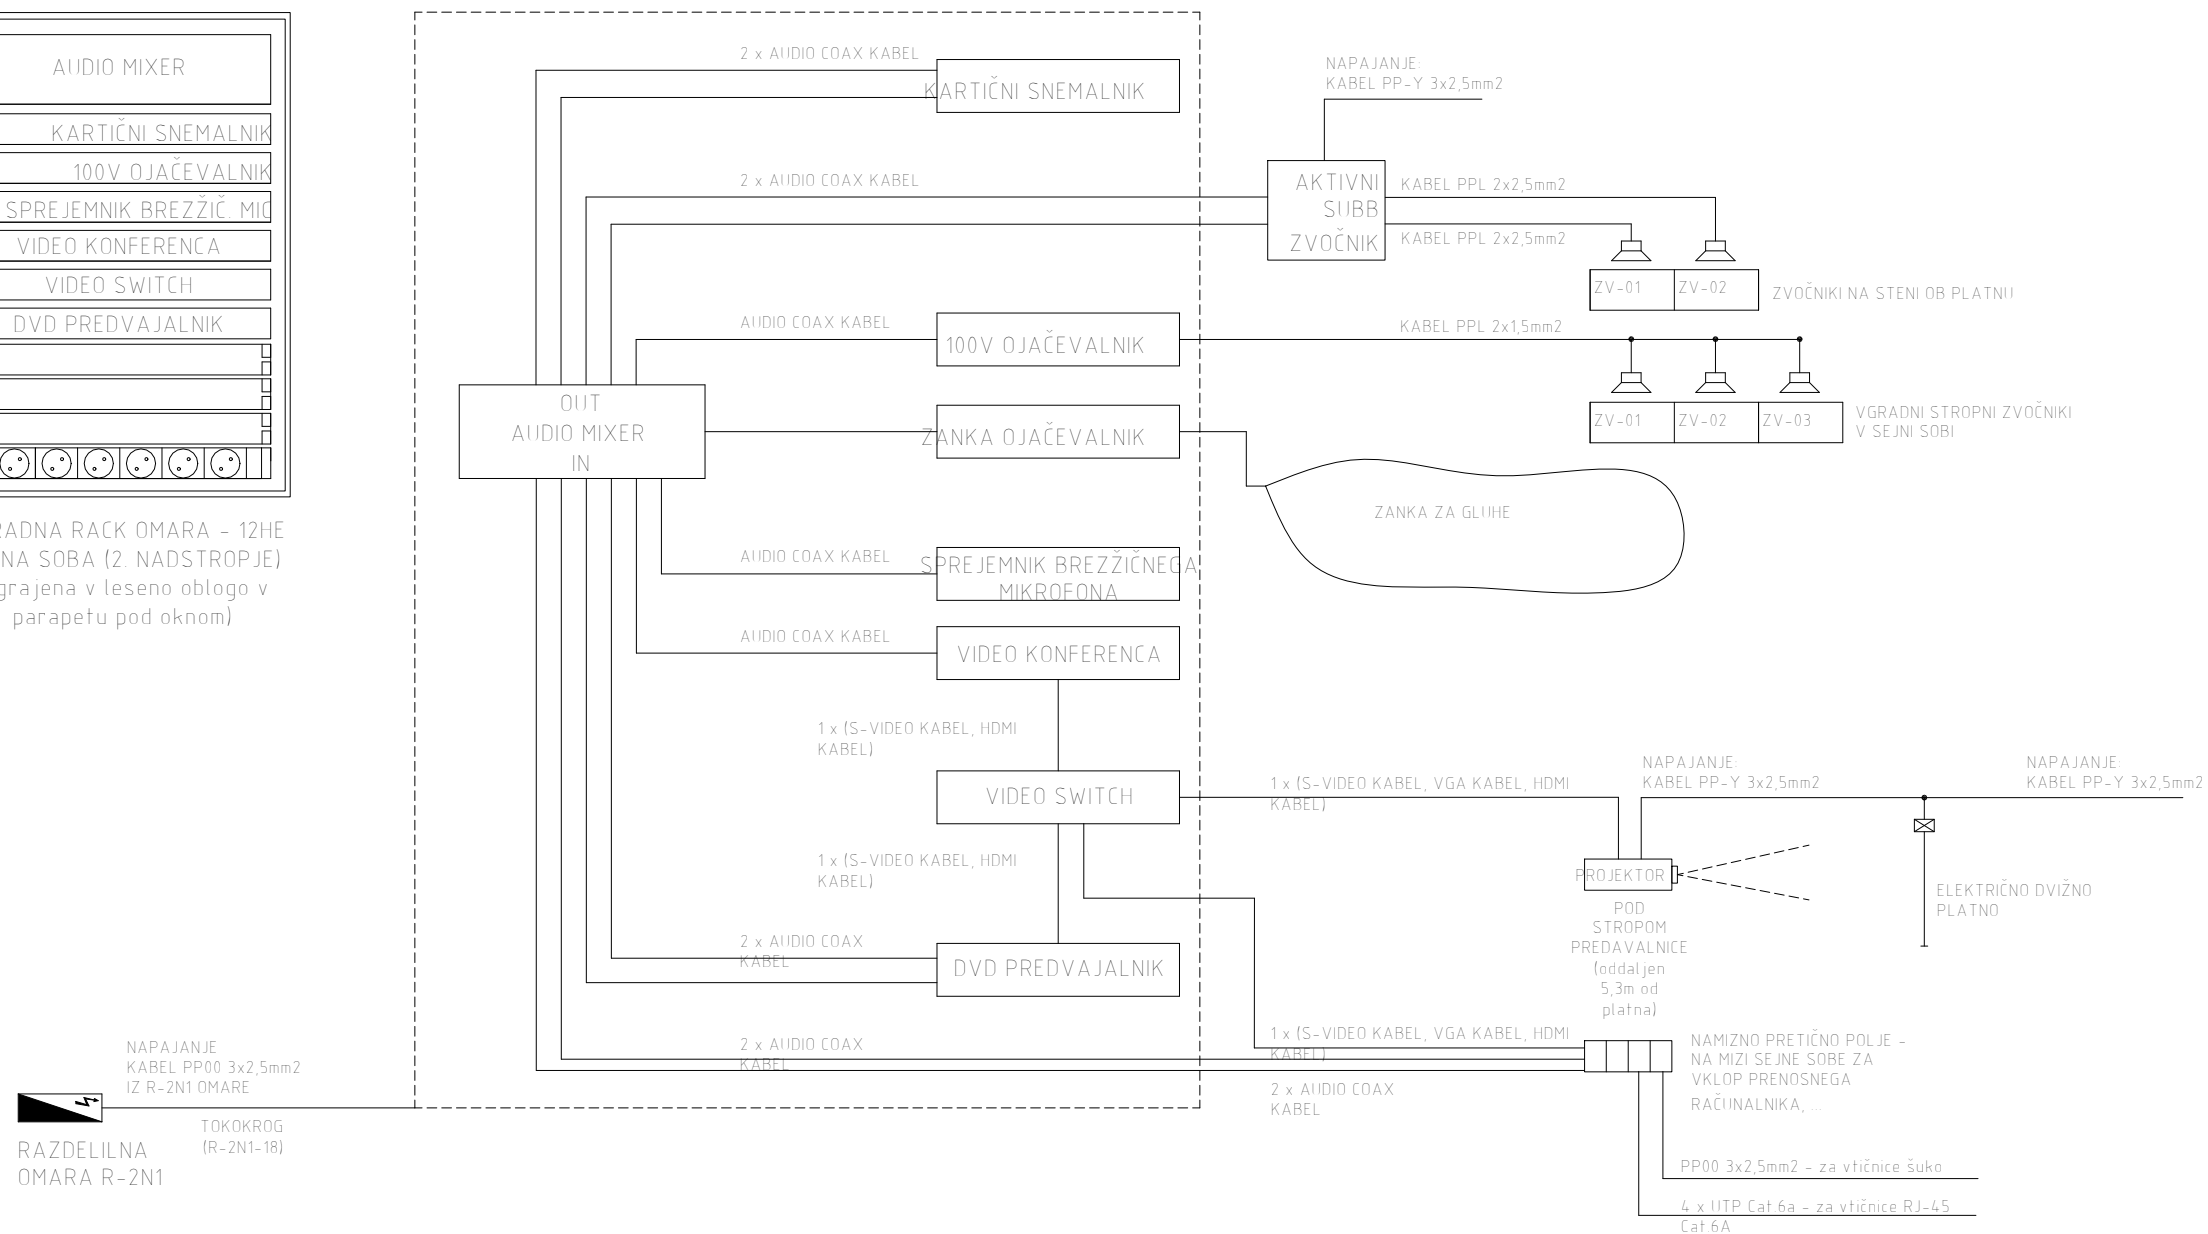 AUDIO MIXER
KARTIČNI SNEMALNIK
100V OJAČEVALNIK
SPREJEMNIK BREZŽIČ. MIC
VIDEO KONFERENCA
VIDEO SWITCH
DVD PREDVAJALNIK
RADNA RACK OMARA - 12HE
NA SOBA (2. NADSTROPJE)
grajena v leseno oblogo v
parapetu pod oknom)
NAPAJANJE
KABEL PP00 3x2,5mm2
IZ R-2N1 OMARE
TOKOKROG
(R-2N1-18)
RAZDELILNA
OMARA R-2N1
2 x AUDIO COAX KABEL
KARTIČNI SNEMALNIK
2 x AUDIO COAX KABEL
AUDIO COAX KABEL
100V OJAČEVALNIK
OUT
AUDIO MIXER
IN
ZANKA OJAČEVALNIK
AUDIO COAX KABEL
SPREJEMNIK BREZŽIČNEGA
MIKROFONA
AUDIO COAX KABEL
VIDEO KONFERENCA
1 x (S-VIDEO KABEL, HDMI
KABEL)
VIDEO SWITCH
1 x (S-VIDEO KABEL, HDMI
KABEL)
2 x AUDIO COAX
KABEL
DVD PREDVAJALNIK
2 x AUDIO COAX
KABEL
NAPAJANJE:
KABEL PP-Y 3x2,5mm2
AKTIVNI
SUBB
ZVOČNIK
KABEL PPL 2x2,5mm2
KABEL PPL 2x2,5mm2
ZV-01
ZV-02
ZVOČNIKI NA STENI OB PLATNU
KABEL PPL 2x1,5mm2
ZV-01
ZV-02
ZV-03
VGRADNI STROPNI ZVOČNIKI
V SEJNI SOBI
ZANKA ZA GLUHE
1 x (S-VIDEO KABEL, VGA KABEL, HDMI
KABEL)
NAPAJANJE:
KABEL PP-Y 3x2,5mm2
NAPAJANJE:
KABEL PP-Y 3x2,5mm2
PROJEKTOR
POD
STROPOM
PREDAVALNICE
(oddaljen
5,3m od
platna)
ELEKTRIČNO DVIŽNO
PLATNO
1 x (S-VIDEO KABEL, VGA KABEL, HDMI
KABEL)
2 x AUDIO COAX
KABEL
NAMIZNO PRETIČNO POLJE -
NA MIZI SEJNE SOBE ZA
VKLOP PRENOSNEGA
RAČUNALNIKA, ...
PP00 3x2,5mm2 - za vtičnice šuko
4 x UTP Cat.6a - za vtičnice RJ-45
Cat.6A